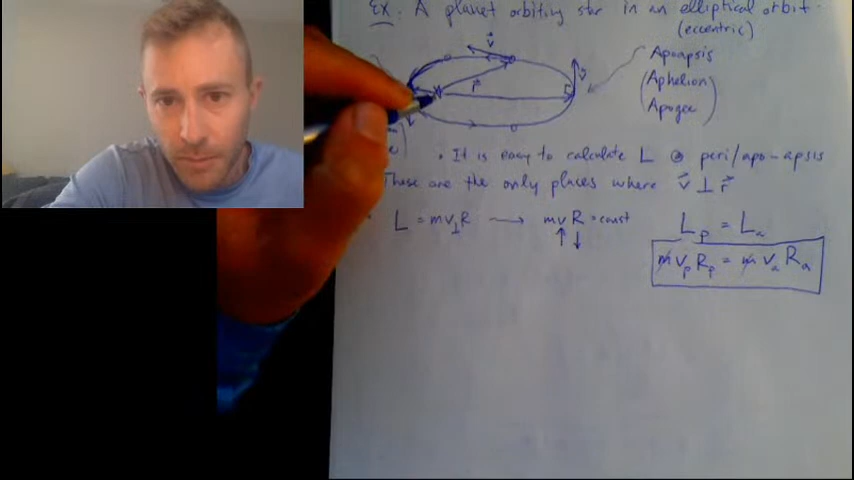 Ex. A planet orbiting star in an elliptical orbit.
(eccentric)
v⃗
r⃗
v⃗
Apoapsis
(Aphelion
Apogee)
• It is easy to calculate L @ peri/apo-apsis
These are the only places where v⃗ ⊥ r⃗
L = mv⊥R → mvR = const
↑ ↓
Lp = La
mvpRp = mvaRa